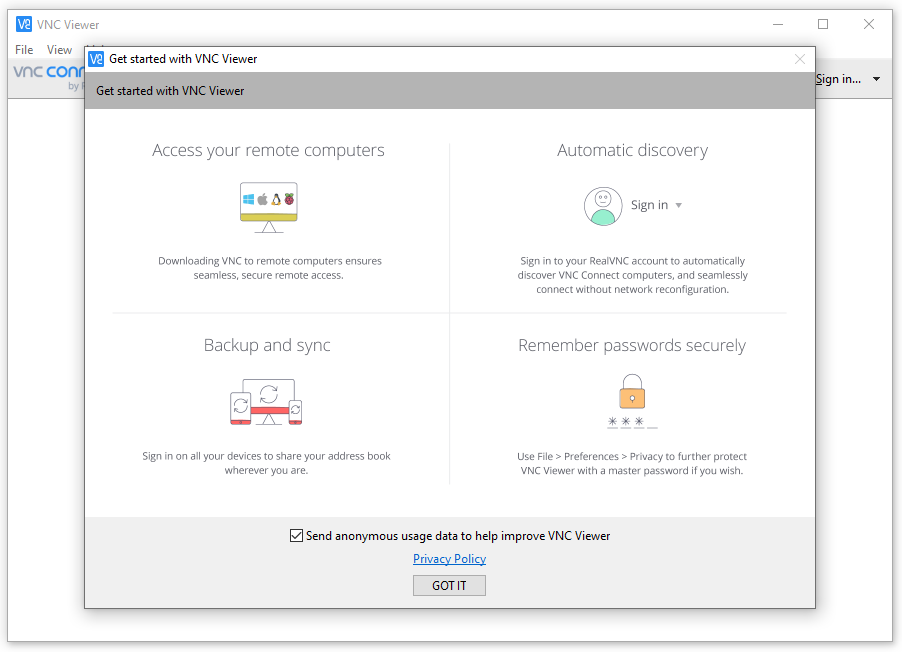 VNC Viewer
File View
vnc conn
by
Sign in...
Get started with VNC Viewer
Get started with VNC Viewer
Access your remote computers
Downloading VNC to remote computers ensures
seamless, secure remote access.
Automatic discovery
Sign in
Sign in to your RealVNC account to automatically
discover VNC Connect computers, and seamlessly
connect without network reconfiguration.
Backup and sync
Sign in on all your devices to share your address book
wherever you are.
Remember passwords securely
* * * _
Use File > Preferences > Privacy to further protect
VNC Viewer with a master password if you wish.
Send anonymous usage data to help improve VNC Viewer
Privacy Policy
GOT IT